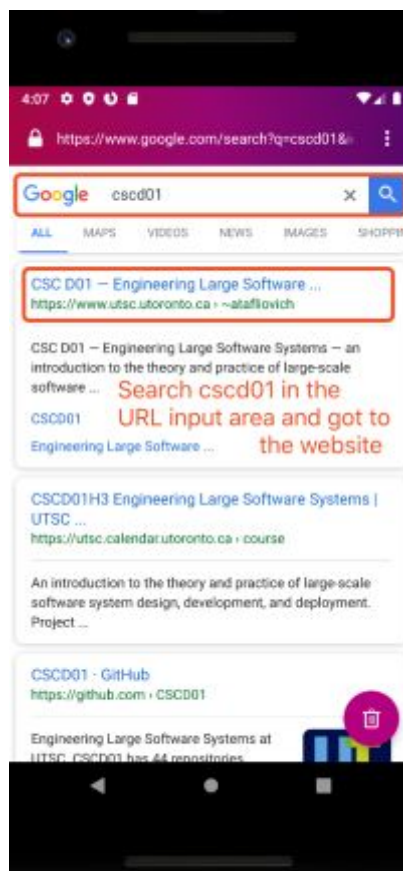 4:07
https://www.google.com/search?q=cscd01&
Google cscd01
ALL MAPS VIDEOS NEWS IMAGES SHOPPIN
CSC D01 — Engineering Large Software ...
https://www.utsc.utoronto.ca › ~atafliovich
CSC D01 — Engineering Large Software Systems — an
introduction to the theory and practice of large-scale
software ...
CSCD01
Engineering Large Software ...
Search cscd01 in the
URL input area and got to
the website
CSCD01H3 Engineering Large Software Systems |
UTSC ...
https://utsc.calendar.utoronto.ca › course
An introduction to the theory and practice of large-scale
software system design, development, and deployment.
Project ...
CSCD01 · GitHub
https://github.com › CSCD01
Engineering Large Software Systems at
UTSC. CSCD01 has 44 repositories